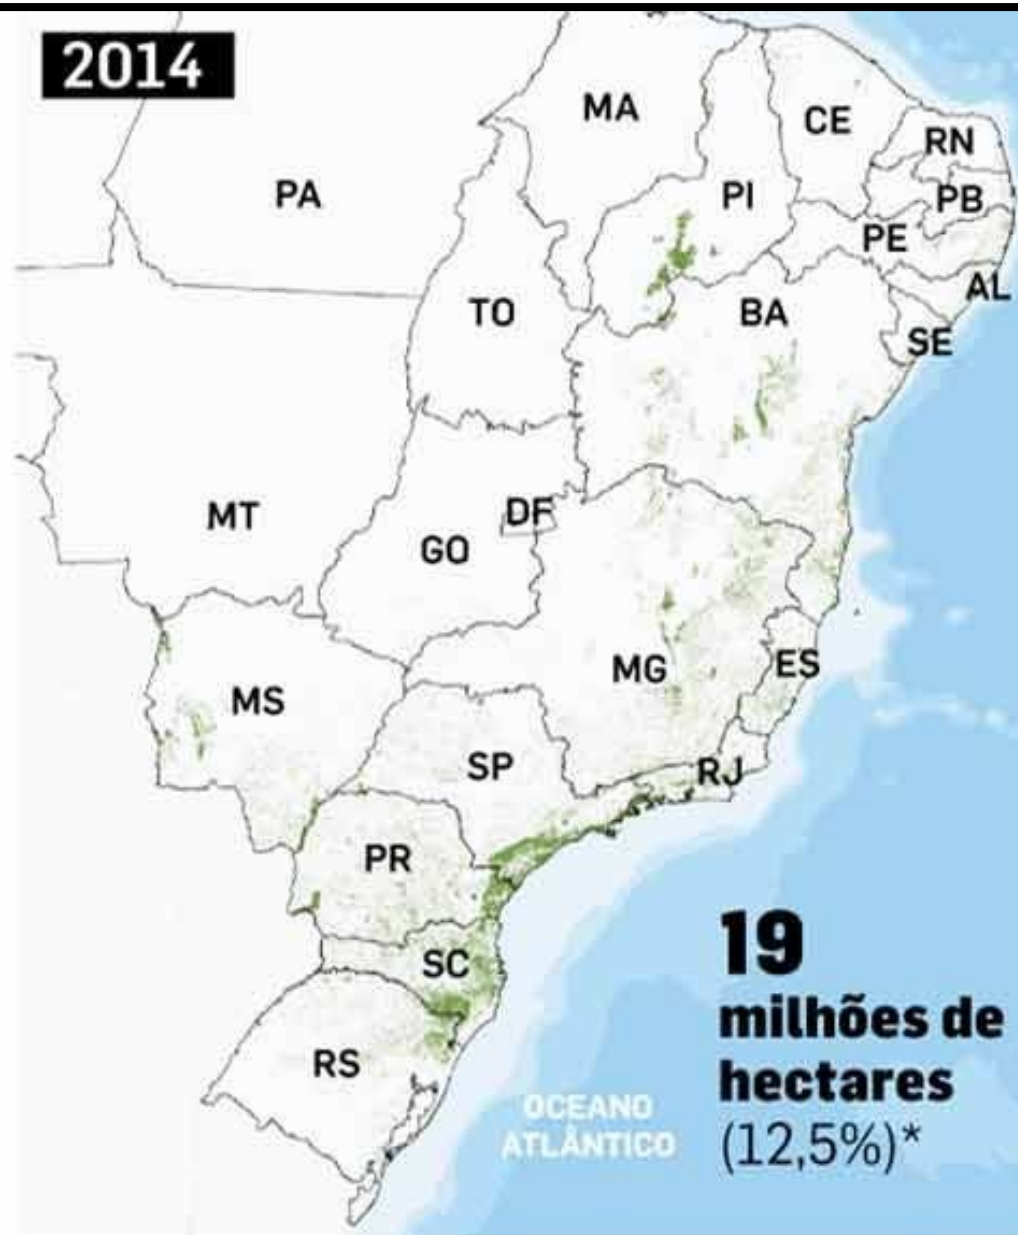 2014
MA
CE
RN
PA
PI
PB
PE
AL
TO
BA
SE
MT
DF
GO
MG
ES
MS
SP
RJ
PR
SC
RS
19
milhões de
hectares
(12,5%)*
OCEANO
ATLÂNTICO